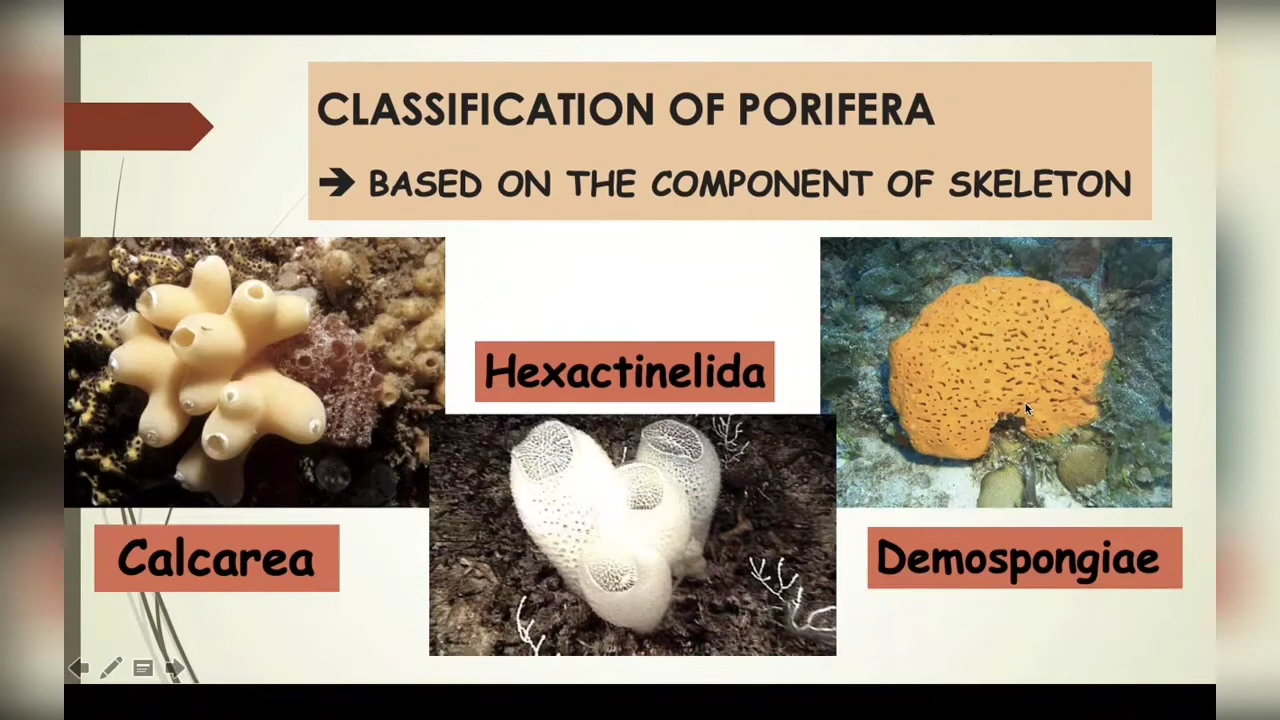 CLASSIFICATION OF PORIFERA
➔ BASED ON THE COMPONENT OF SKELETON
Hexactinelida
Calcarea
Demospongiae